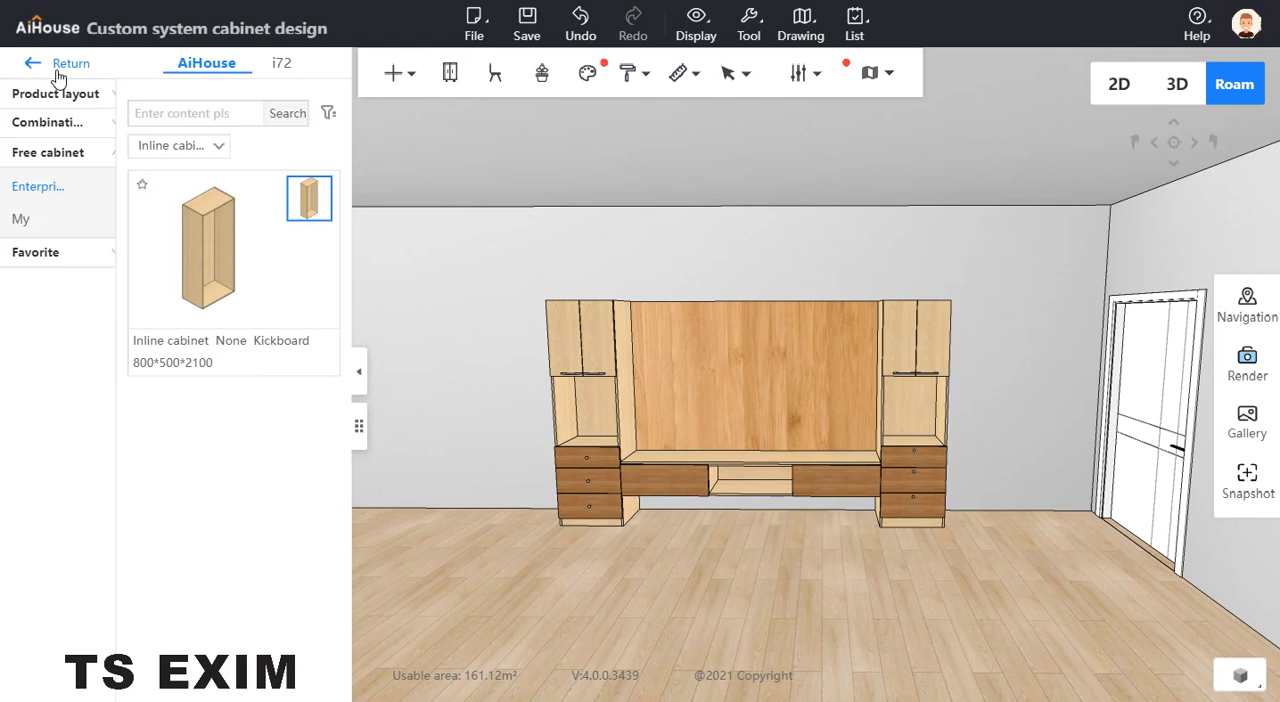 AiHouse Custom system cabinet design
File
Save
Undo
Redo
Display
Tool
Drawing
List
Help
Return
AiHouse
i72
Product layout
Combinati...
Free cabinet
Enterpri...
My
Favorite
Enter content pls
Search
Inline cabi...
Inline cabinet None Kickboard
800*500*2100
2D
3D
Roam
Navigation
Render
Gallery
Snapshot
TS EXIM
Usable area: 161.12m²
V:4.0.0.3439
@2021 Copyright